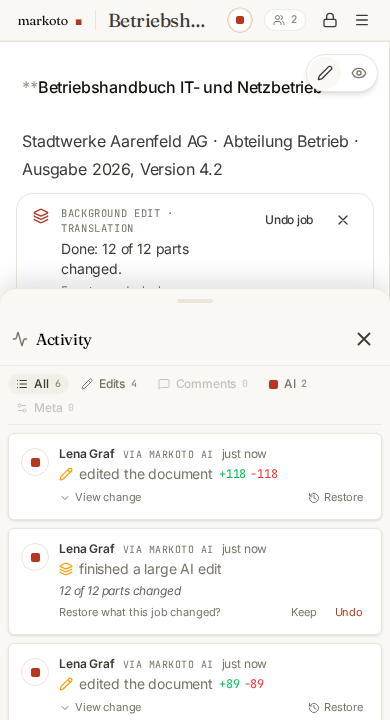 markoto
Betriebsh...
2
**Betriebshandbuch IT- und Netzbetrieb
Stadtwerke Aarenfeld AG · Abteilung Betrieb ·
Ausgabe 2026, Version 4.2
BACKGROUND EDIT ·
TRANSLATION
Undo job
Done: 12 of 12 parts
changed.
Activity
All 6
Edits 4
Comments 0
AI 2
Meta 0
Lena Graf VIA MARKOTO AI just now
edited the document +118 -118
View change
Restore
Lena Graf VIA MARKOTO AI just now
finished a large AI edit
12 of 12 parts changed
Restore what this job changed?
Keep
Undo
Lena Graf VIA MARKOTO AI just now
edited the document +89 -89
View change
Restore